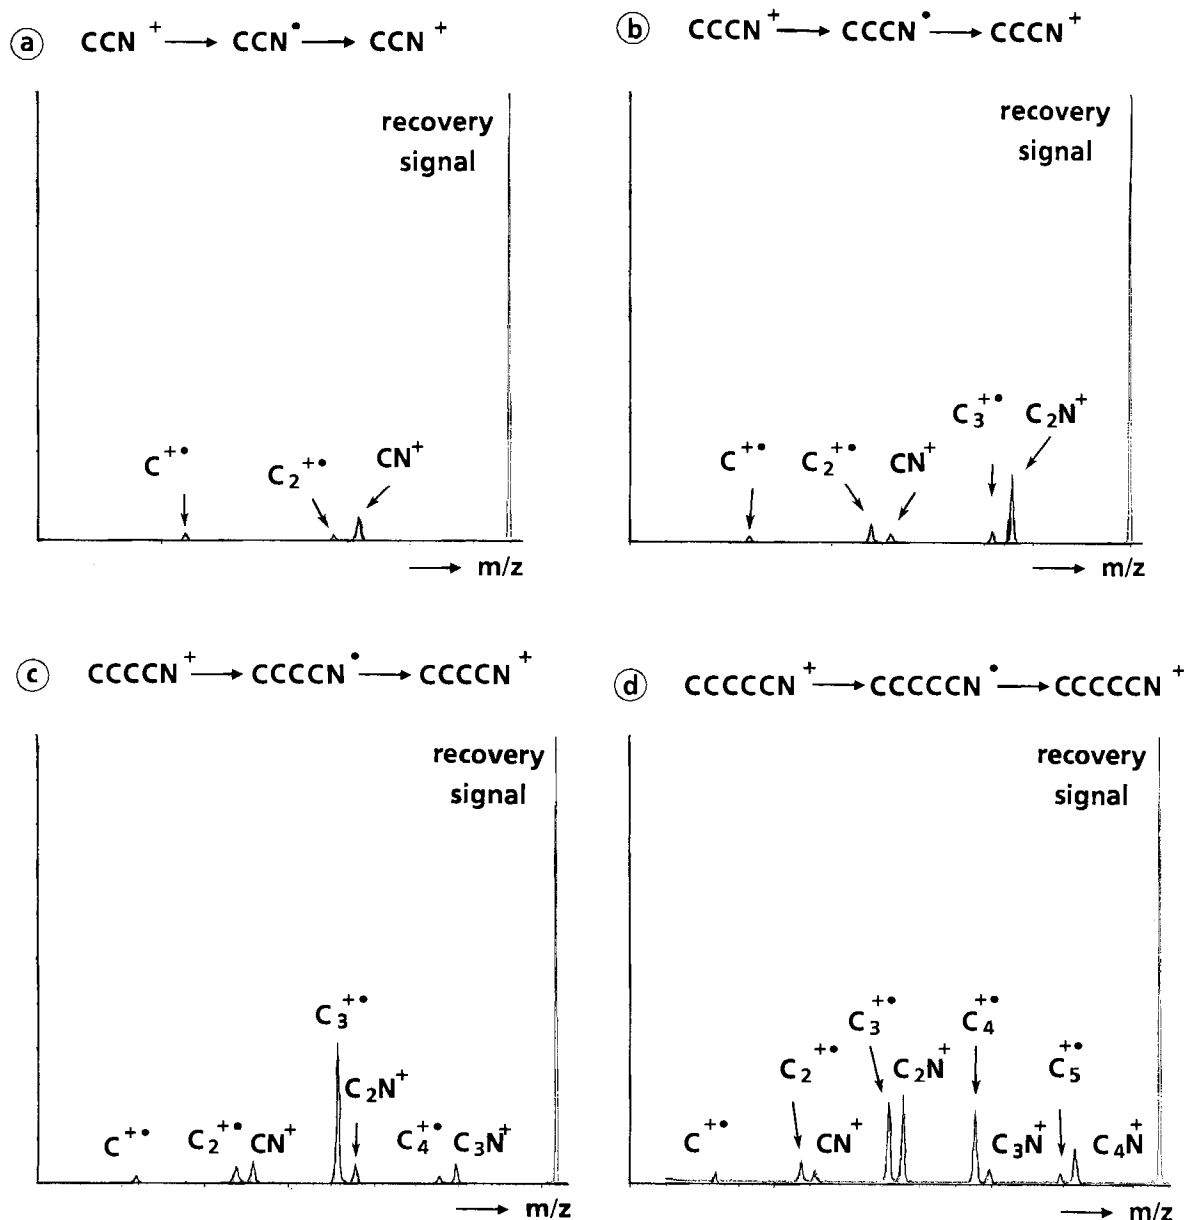 ⓐ CCN⁺ → CCN• → CCN⁺
recovery
signal
C⁺•
C₂⁺•
CN⁺
→ m/z
ⓑ CCCN⁺ → CCCN• → CCCN⁺
recovery
signal
C₃⁺• C₂N⁺
C⁺• C₂⁺• CN⁺
→ m/z
ⓒ CCCCN⁺ → CCCCN• → CCCCN⁺
recovery
signal
C₃⁺•
C₂N⁺
C⁺• C₂⁺• CN⁺ C₄⁺• C₃N⁺
→ m/z
ⓓ CCCCCN⁺ → CCCCCN• → CCCCCN⁺
recovery
signal
C₃⁺• C₄⁺•
C₂⁺• C₂N⁺ C₅⁺•
C⁺• CN⁺ C₃N⁺ C₄N⁺
→ m/z